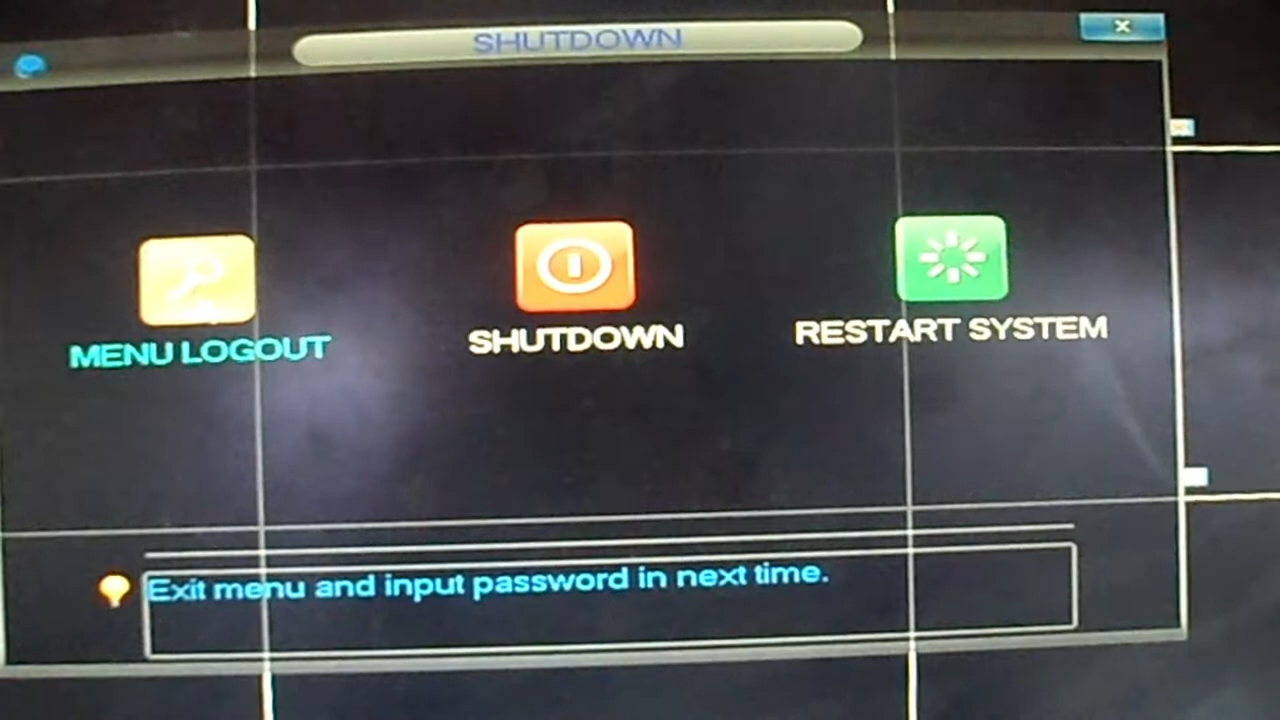 SHUTDOWN
MENU LOGOUT
SHUTDOWN
RESTART SYSTEM
Exit menu and input password in next time.